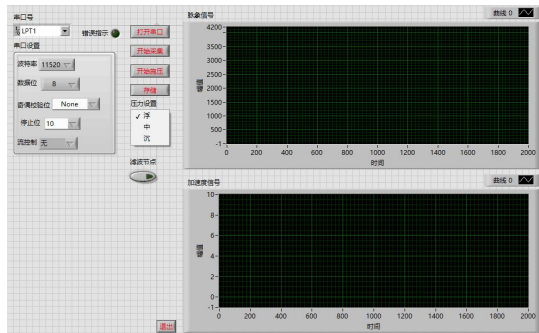 串口号
LPT1
错误指示
串口设置
波特率 11520
数据位 8
奇偶检验位 None
停止位 10
流控制 无
打开串口
开始采集
开始施压
存储
压力设置
✓ 浮
中
沉
滤波节点
退出
脉象信号
曲线 0
4200
3500
3000
2500
2000
1500
1000
500
-1
幅值
0 200 400 600 800 1000 1200 1400 1600 1800 2000
时间
加速度信号
曲线 0
10
8
6
4
2
0
-1
幅值
0 200 400 600 800 1000 1200 1400 1600 1800 2000
时间